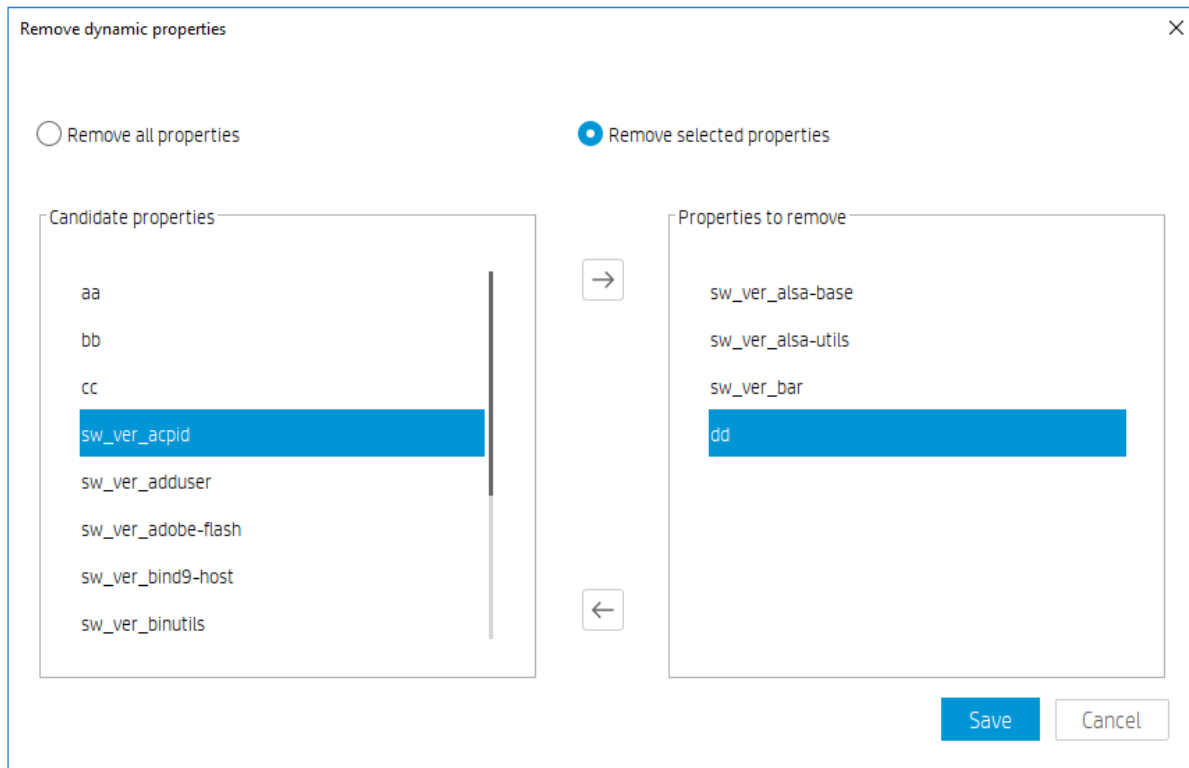 Remove dynamic properties
Remove all properties
Remove selected properties
Candidate properties
aa
bb
cc
sw_ver_acpid
sw_ver_adduser
sw_ver_adobe-flash
sw_ver_bind9-host
sw_ver_binutils
Properties to remove
sw_ver_alsa-base
sw_ver_alsa-utils
sw_ver_bar
dd
Save
Cancel